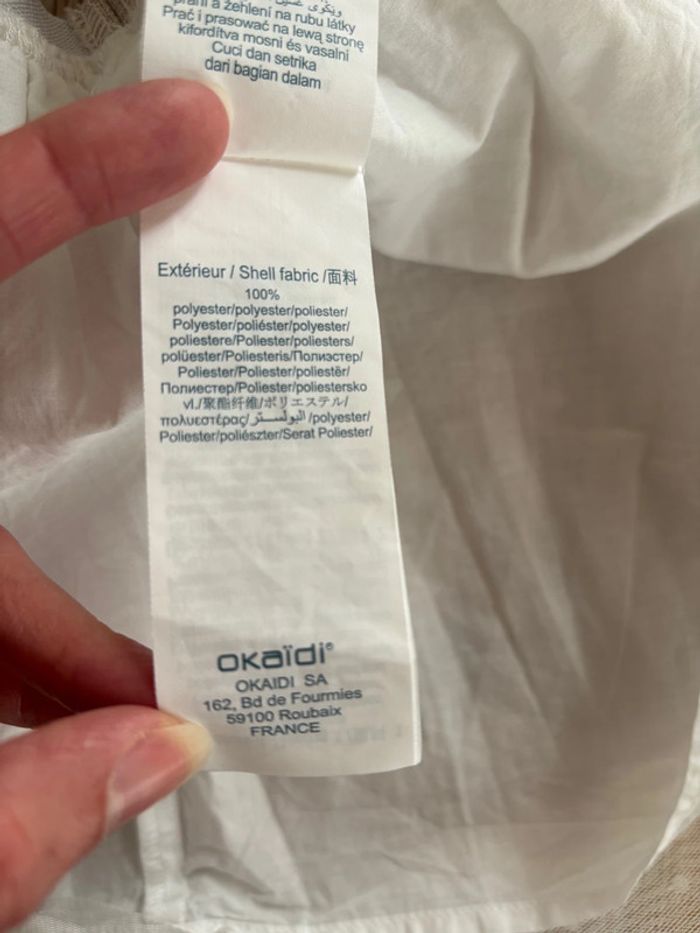 praní a žehlení na rubu látky
Prać i prasować na lewą stronę
kifordítva mosni és vasalni
Cuci dan setrika
dari bagian dalam
Extérieur / Shell fabric /面料
100%
polyester/polyester/poliester/
Polyester/poliéster/polyester/
poliestere/Poliester/poliesters/
polüester/Poliesteris/Полиэстер/
Poliester/Poliester/poliestër/
Полиестер/Poliester/poliestersko
vl./聚酯纤维/ポリエステル/
πολυεστέρας/البوليستر/polyester/
Poliester/poliészter/Serat Poliester/
OKAÏDI®
OKAIDI SA
162, Bd de Fourmies
59100 Roubaix
FRANCE